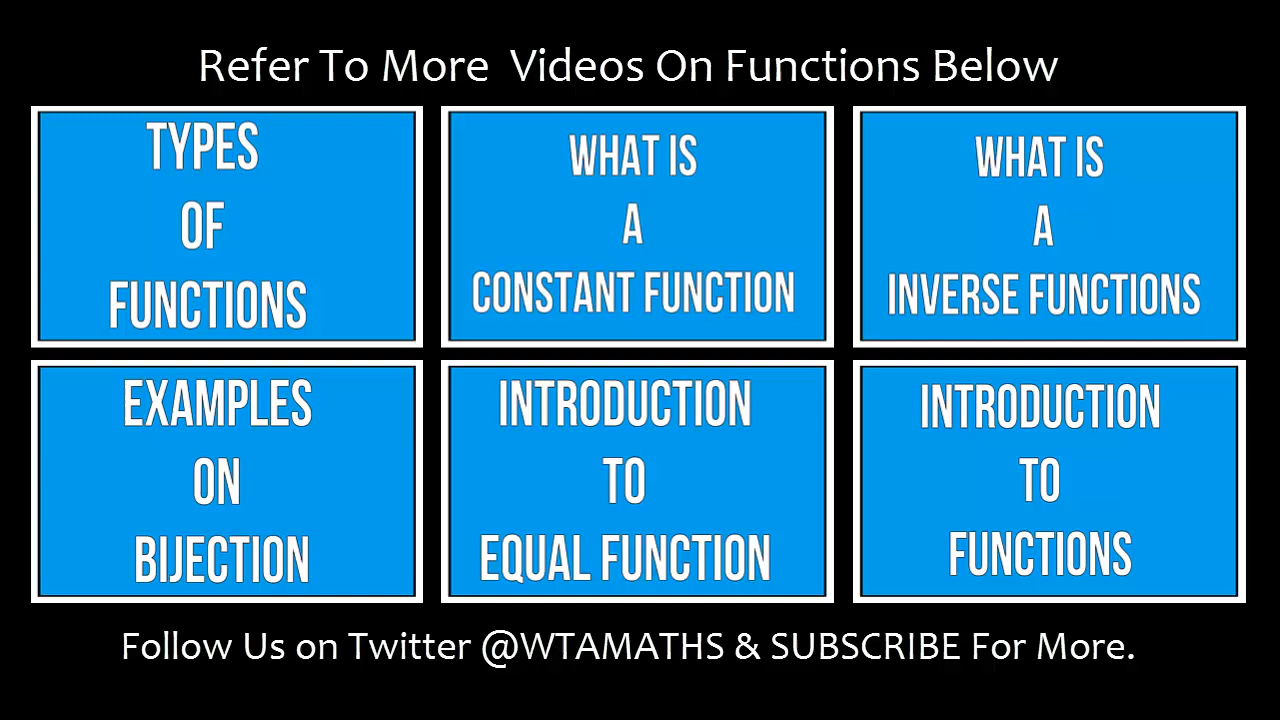 Refer To More Videos On Functions Below
TYPES
OF
FUNCTIONS
WHAT IS
A
CONSTANT FUNCTION
WHAT IS
A
INVERSE FUNCTIONS
EXAMPLES
ON
BIJECTION
INTRODUCTION
TO
EQUAL FUNCTION
INTRODUCTION
TO
FUNCTIONS
Follow Us on Twitter @WTAMATHS & SUBSCRIBE For More.